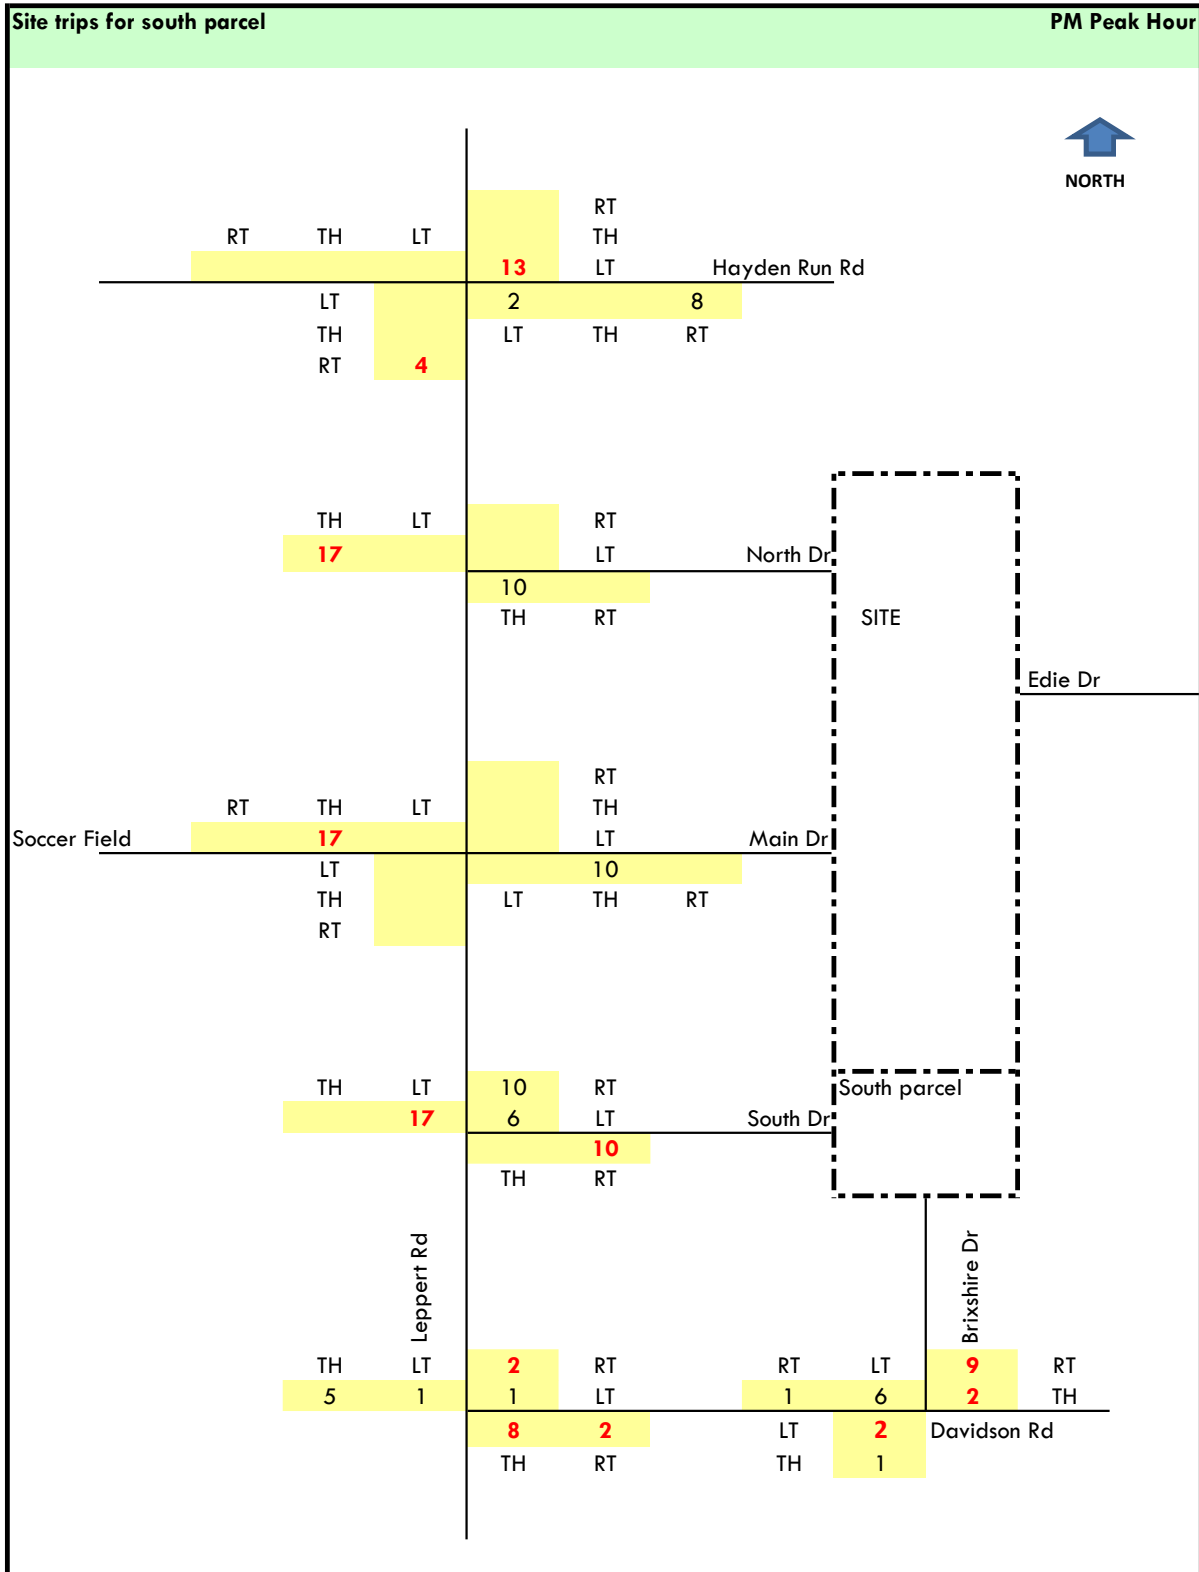 Site trips for south parcel PM Peak Hour
NORTH
RT
RT TH LT TH
13 LT Hayden Run Rd
LT 2 8
TH LT TH RT
RT 4
TH LT RT
17 LT North Dr
10
TH RT SITE
Edie Dr
RT
RT TH LT TH
Soccer Field 17 LT Main Dr
LT 10
TH LT TH RT
RT
TH LT 10 RT South parcel
17 6 LT South Dr
10
TH RT
Leppert Rd
Brixshire Dr
TH LT 2 RT RT LT 9 RT
5 1 1 LT 1 6 2 TH
8 2 LT 2 Davidson Rd
TH RT TH 1